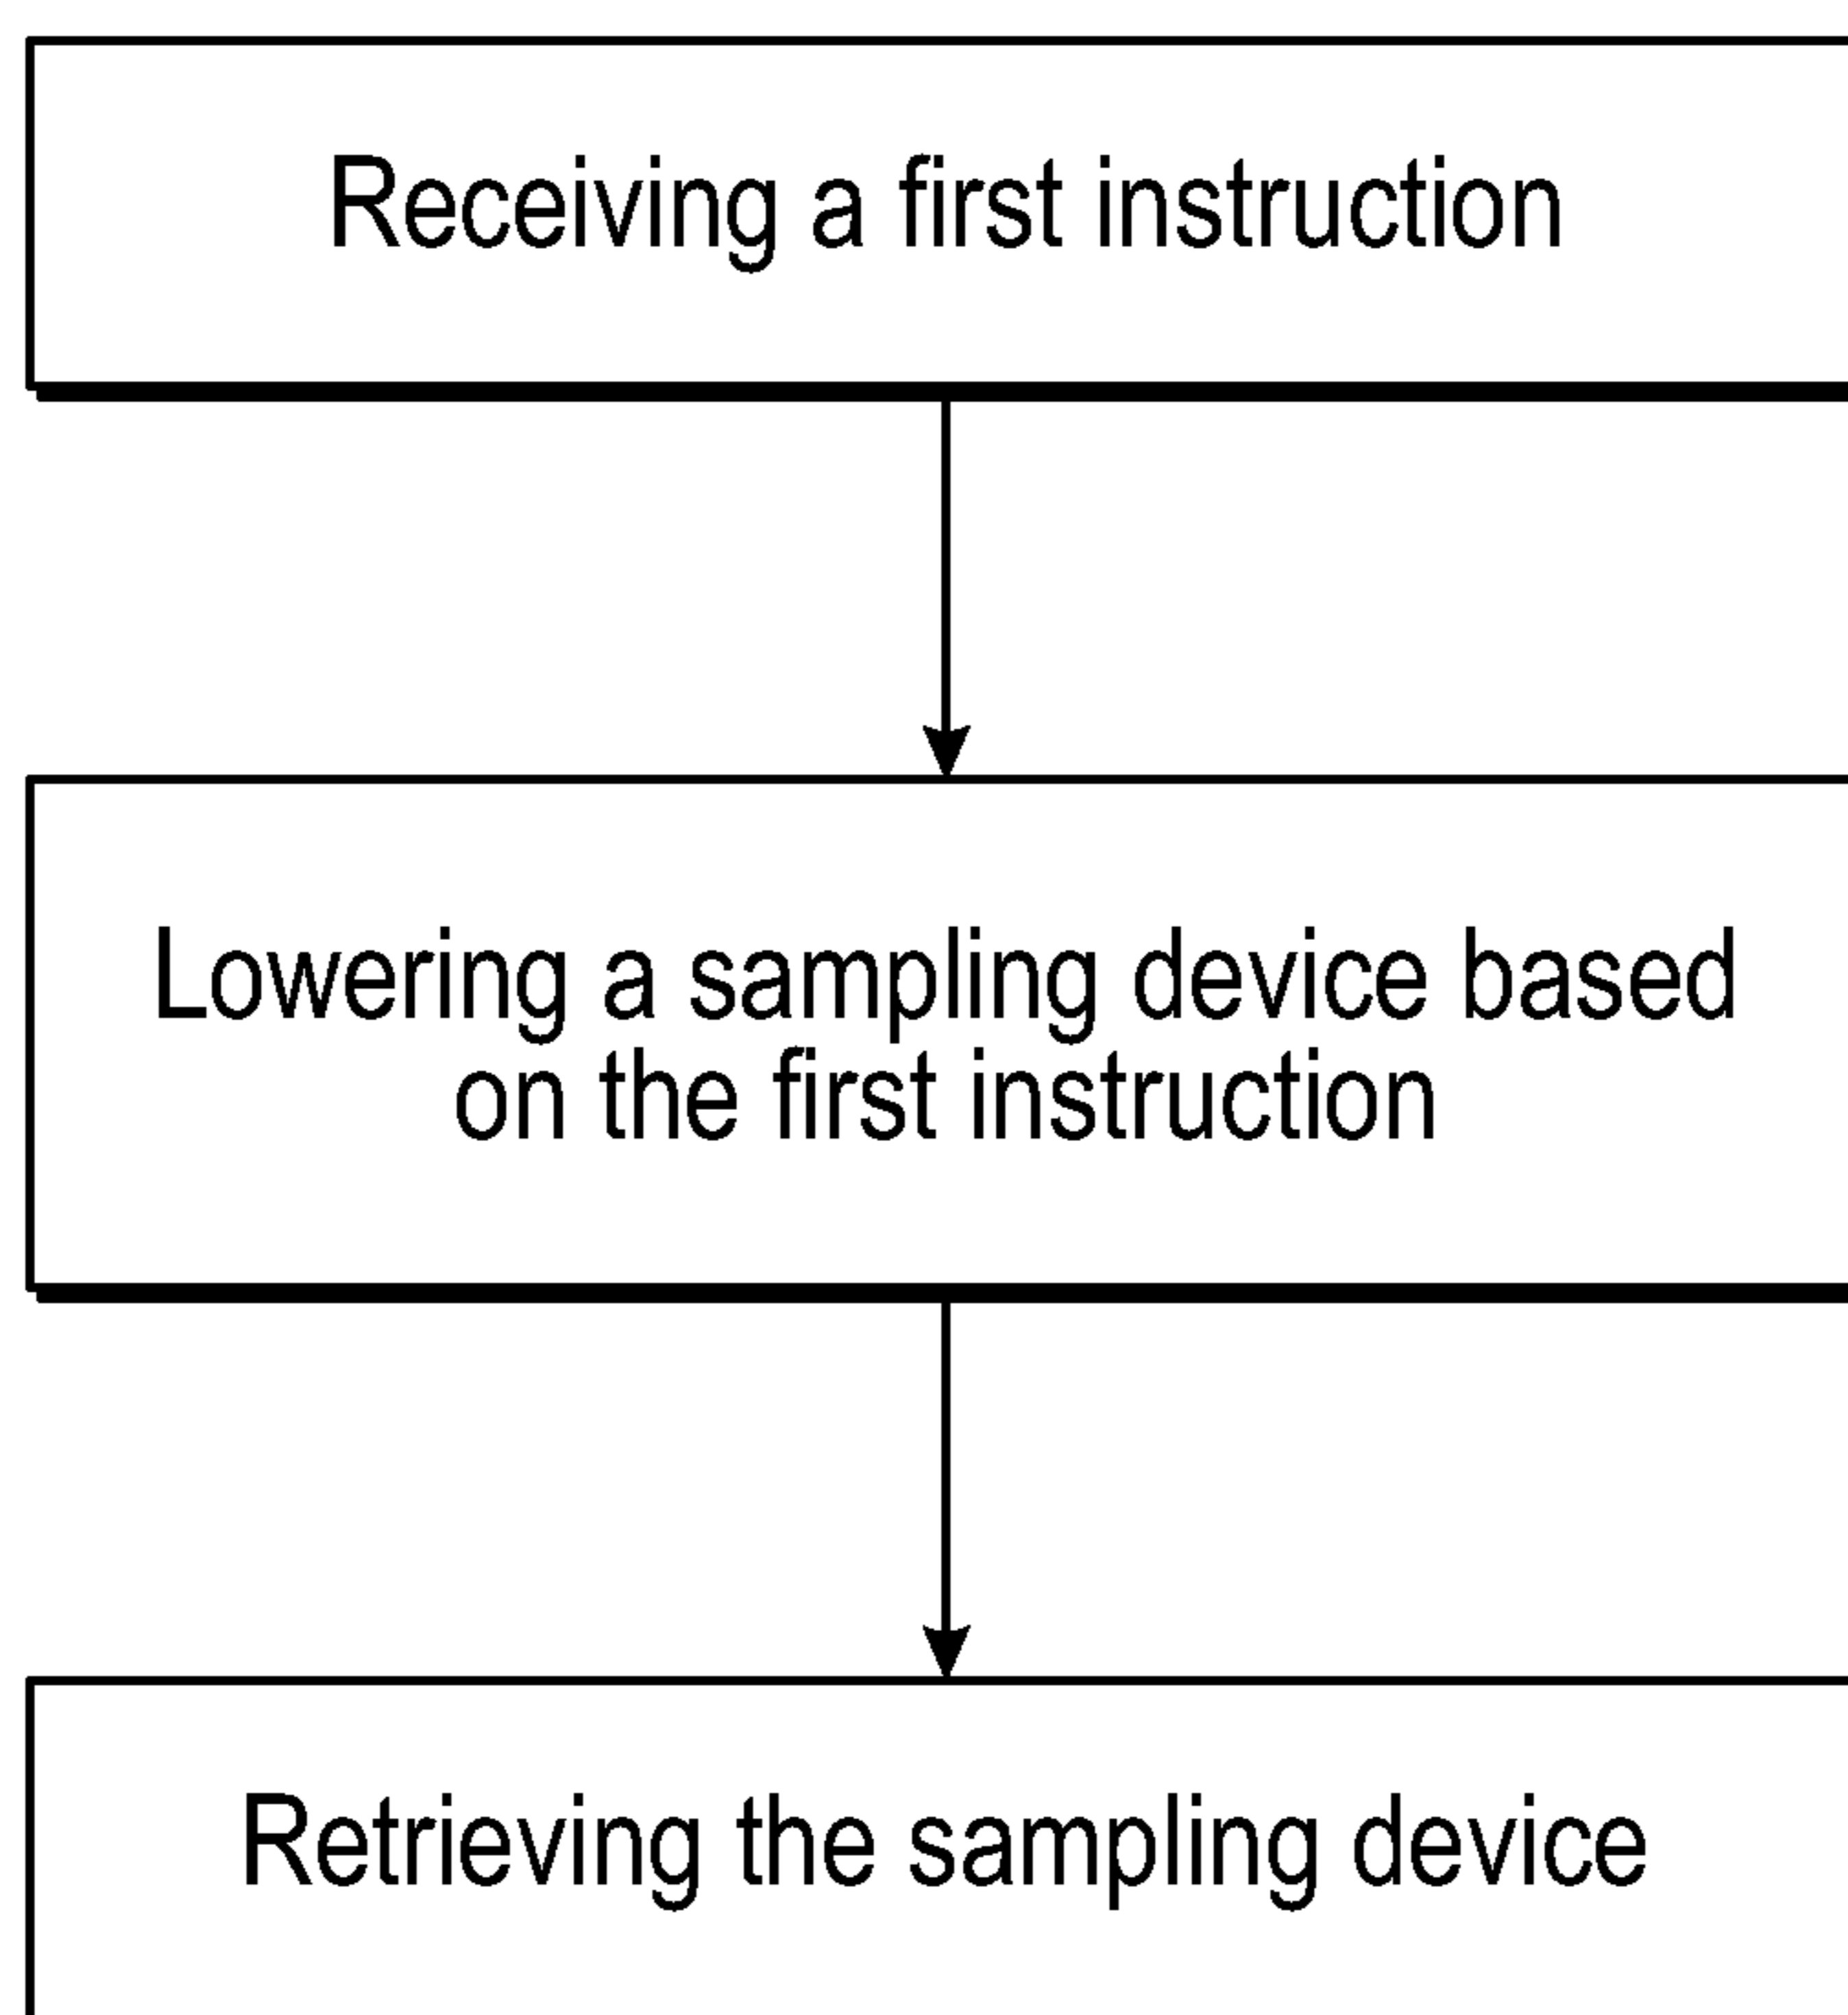 Receiving a first instruction
Lowering a sampling device based
on the first instruction
Retrieving the sampling device